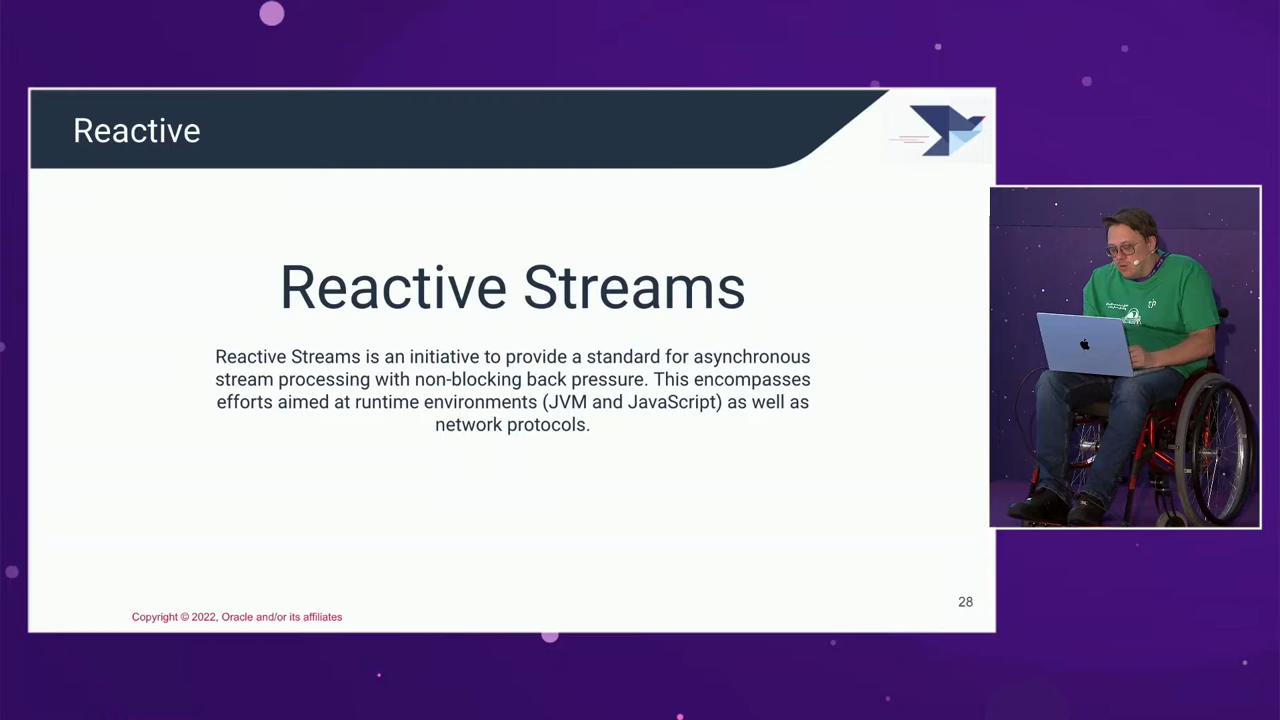 Reactive
Reactive Streams
Reactive Streams is an initiative to provide a standard for asynchronous
stream processing with non-blocking back pressure. This encompasses
efforts aimed at runtime environments (JVM and JavaScript) as well as
network protocols.
28
Copyright © 2022, Oracle and/or its affiliates